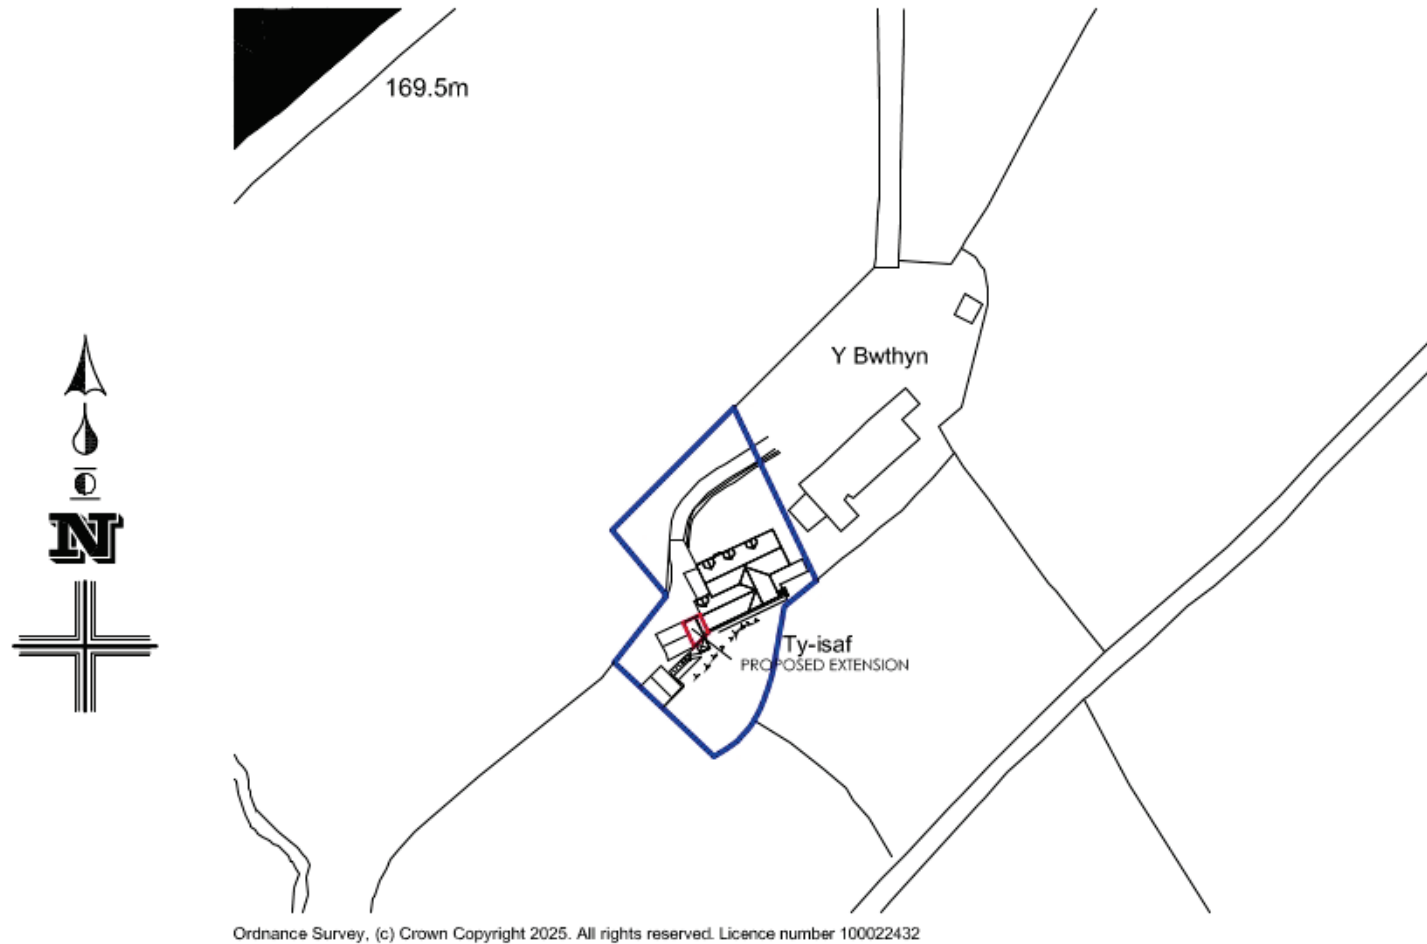 169.5m
Y Bwthyn
N
Ty-isaf
PROPOSED EXTENSION
Ordnance Survey, (c) Crown Copyright 2025. All rights reserved. Licence number 100022432